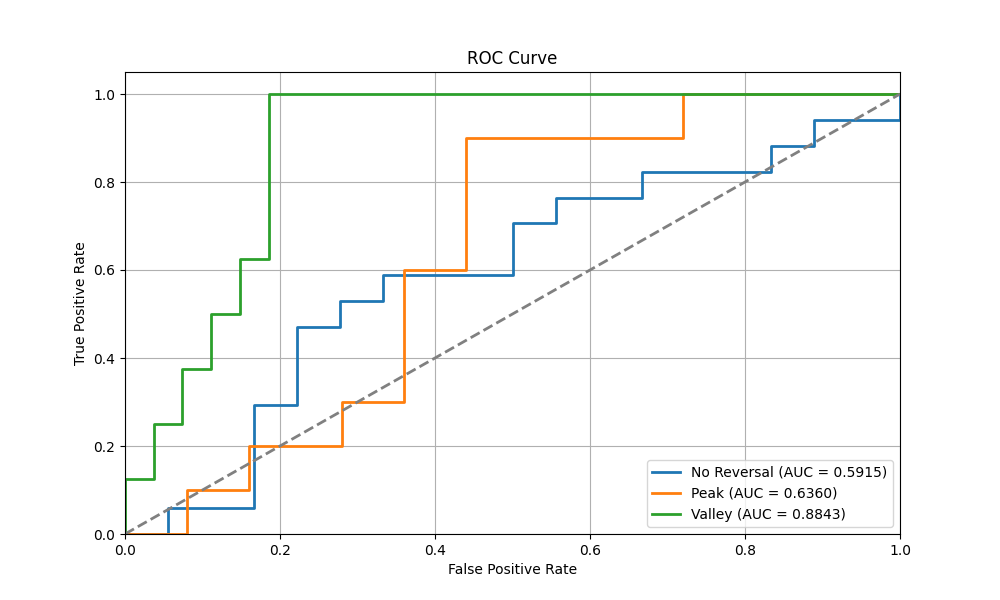 ROC Curve
True Positive Rate
1.0
0.8
0.6
0.4
0.2
0.0
0.0 0.2 0.4 0.6 0.8 1.0
False Positive Rate
No Reversal (AUC = 0.5915)
Peak (AUC = 0.6360)
Valley (AUC = 0.8843)